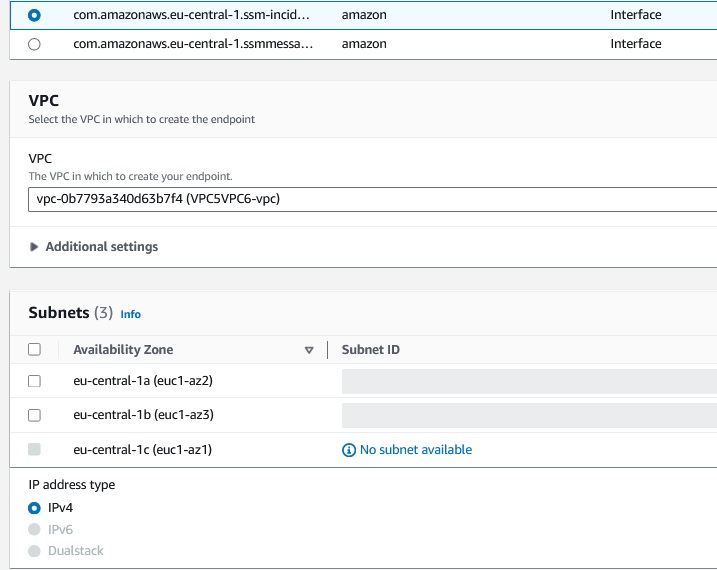 com.amazonaws.eu-central-1.ssm-incid... amazon Interface
com.amazonaws.eu-central-1.ssmmessa... amazon Interface
VPC
Select the VPC in which to create the endpoint
VPC
The VPC in which to create your endpoint.
vpc-0b7793a340d63b7f4 (VPC5VPC6-vpc)
Additional settings
Subnets (3) Info
Availability Zone Subnet ID
eu-central-1a (euc1-az2)
eu-central-1b (euc1-az3)
eu-central-1c (euc1-az1) No subnet available
IP address type
IPv4
IPv6
Dualstack